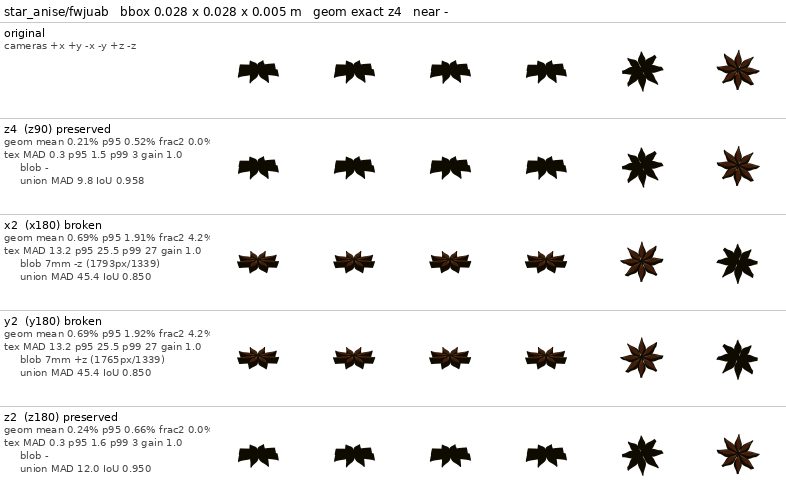 star_anise/fwjuab bbox 0.028 x 0.028 x 0.005 m geom exact z4 near -
original
cameras +x +y -x -y +z -z
z4 (z90) preserved
geom mean 0.21% p95 0.52% frac2 0.0%
tex MAD 0.3 p95 1.5 p99 3 gain 1.0
blob -
union MAD 9.8 IoU 0.958
x2 (x180) broken
geom mean 0.69% p95 1.91% frac2 4.2%
tex MAD 13.2 p95 25.5 p99 27 gain 1.0
blob 7mm -z (1793px/1339)
union MAD 45.4 IoU 0.850
y2 (y180) broken
geom mean 0.69% p95 1.92% frac2 4.2%
tex MAD 13.2 p95 25.5 p99 27 gain 1.0
blob 7mm +z (1765px/1339)
union MAD 45.4 IoU 0.850
z2 (z180) preserved
geom mean 0.24% p95 0.66% frac2 0.0%
tex MAD 0.3 p95 1.6 p99 3 gain 1.0
blob -
union MAD 12.0 IoU 0.950